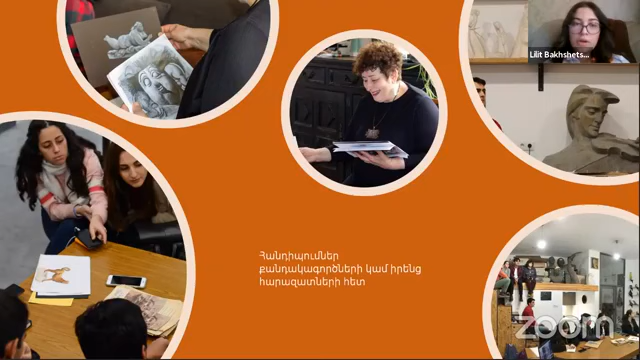 Lilit Bakhshets...
Հանդիպումներ
քանդակագործների կամ իրենց
հարազատների հետ
zoom